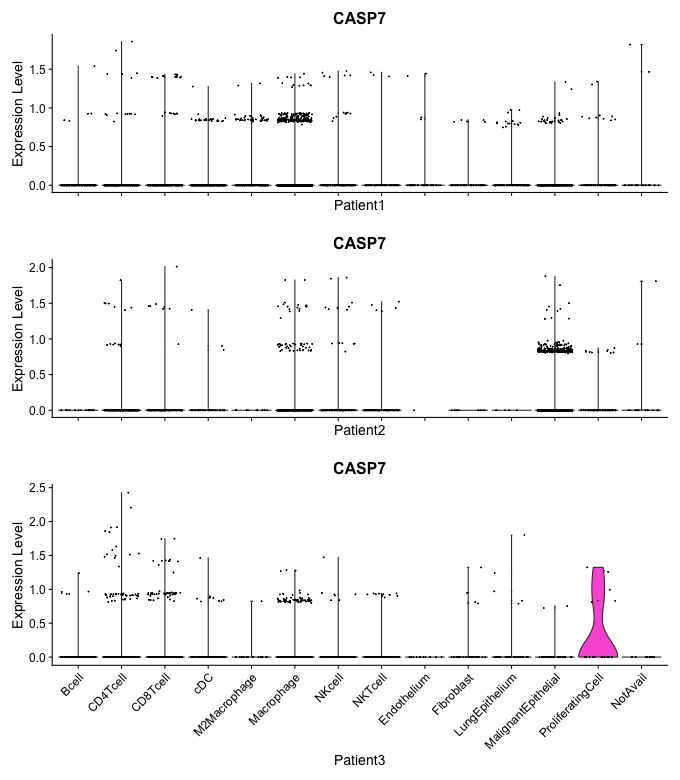 CASP7
Expression Level
1.5
1.0
0.5
0.0
Patient1
CASP7
Expression Level
2.0
1.5
1.0
0.5
0.0
Patient2
CASP7
Expression Level
2.5
2.0
1.5
1.0
0.5
0.0
Bcell
CD4Tcell
CD8Tcell
cDC
M2Macrophage
Macrophage
NKcell
NKTcell
Endothelium
Fibroblast
LungEpithelium
MalignantEpithelial
ProliferatingCell
NotAvail
Patient3